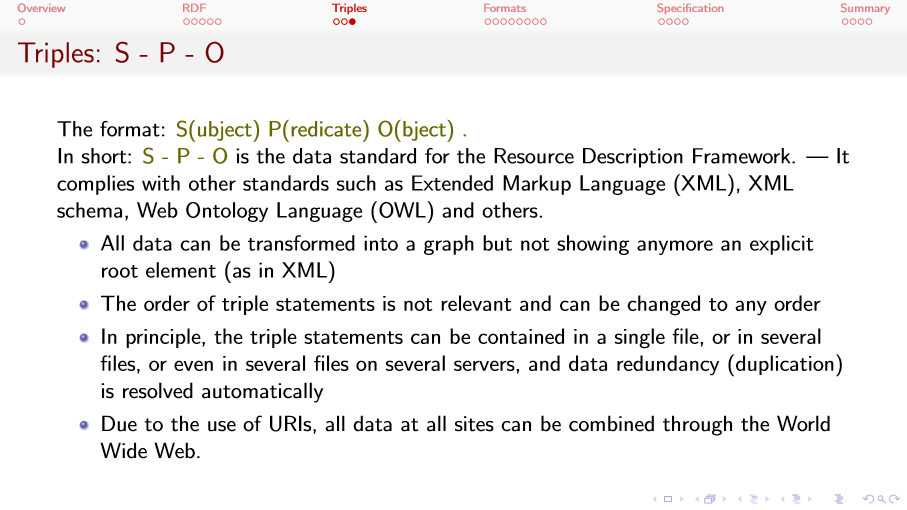 Overview RDF Triples Formats Specification Summary
Triples: S - P - O
The format: S(ubject) P(redicate) O(bject) .
In short: S - P - O is the data standard for the Resource Description Framework. — It
complies with other standards such as Extended Markup Language (XML), XML
schema, Web Ontology Language (OWL) and others.
All data can be transformed into a graph but not showing anymore an explicit
root element (as in XML)
The order of triple statements is not relevant and can be changed to any order
In principle, the triple statements can be contained in a single file, or in several
files, or even in several files on several servers, and data redundancy (duplication)
is resolved automatically
Due to the use of URIs, all data at all sites can be combined through the World
Wide Web.